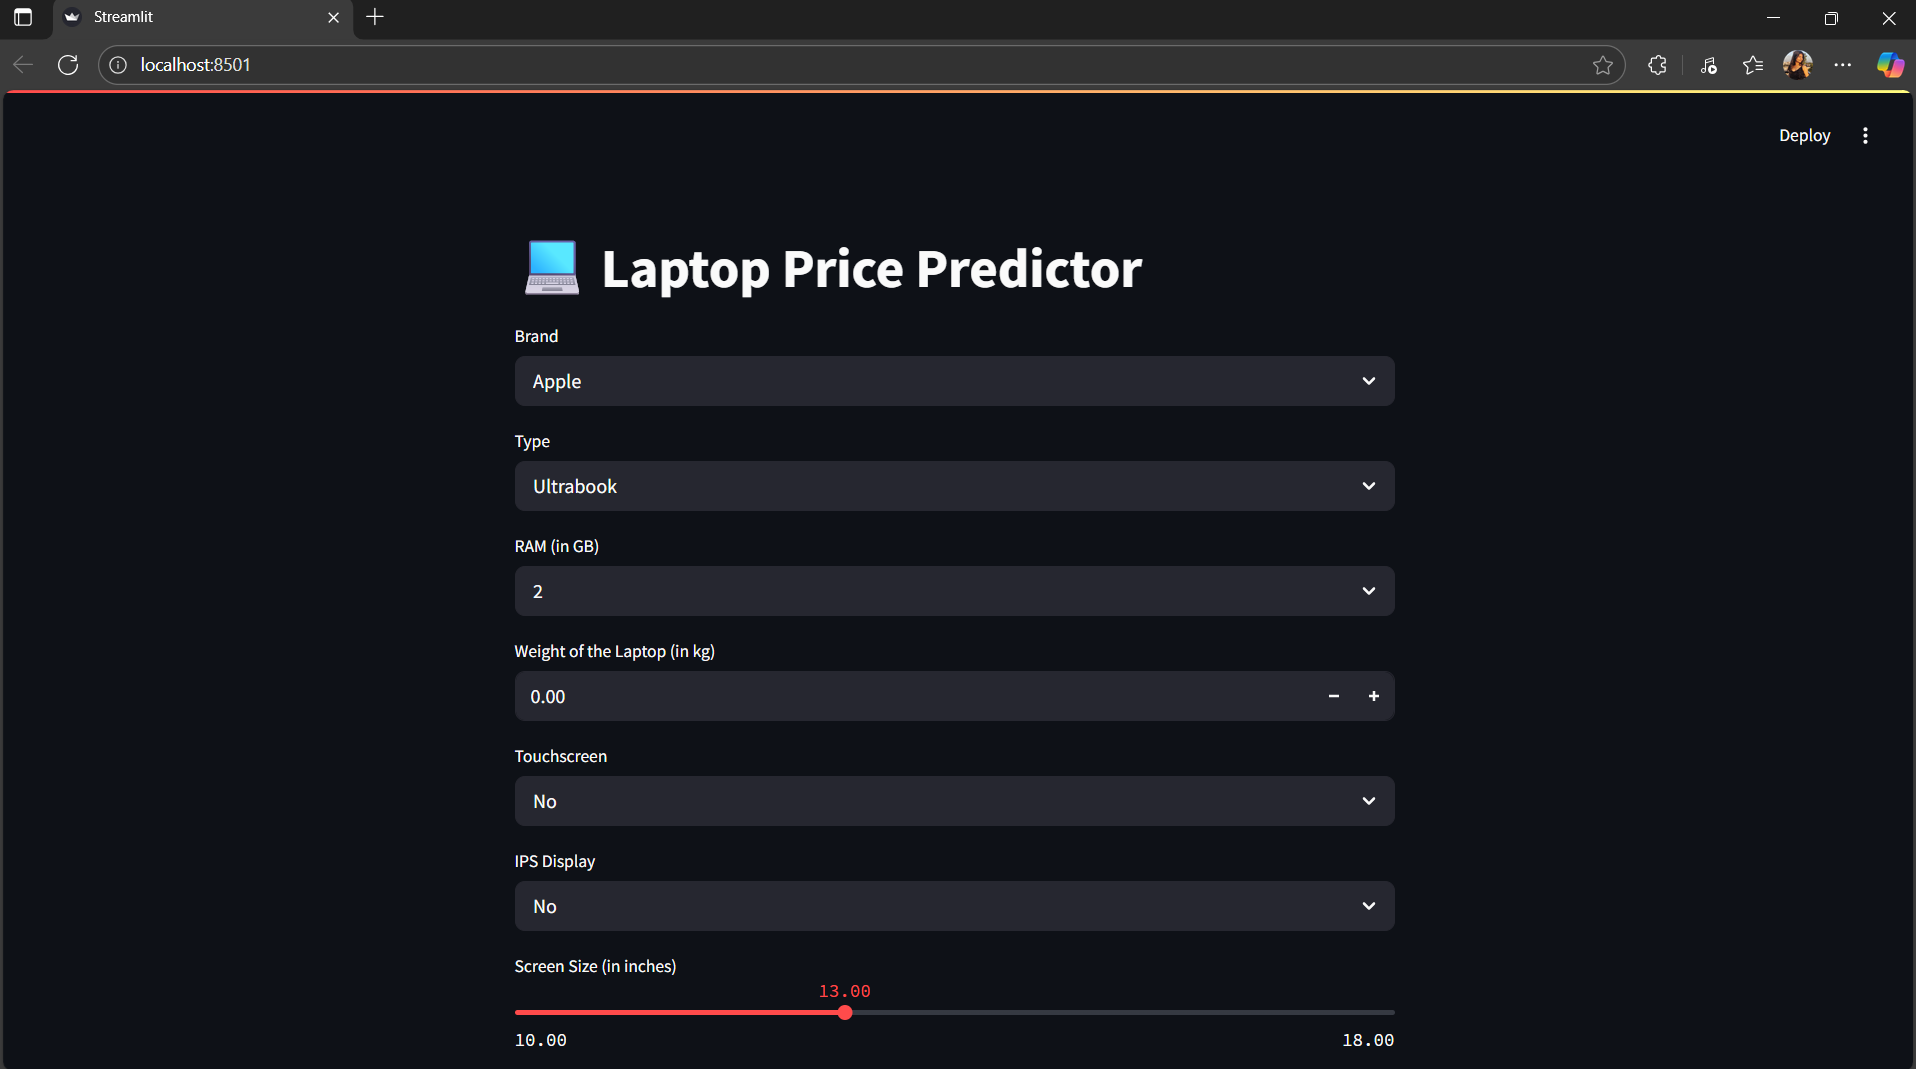 Streamlit
localhost:8501
Deploy
Laptop Price Predictor
Brand
Apple
Type
Ultrabook
RAM (in GB)
2
Weight of the Laptop (in kg)
0.00
Touchscreen
No
IPS Display
No
Screen Size (in inches)
13.00
10.00 18.00